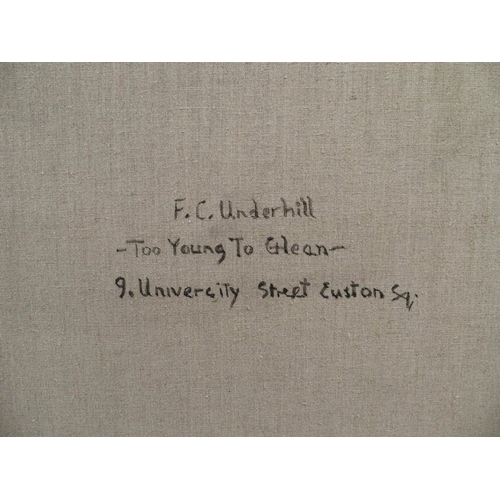 F. C. Underhill
-Too Young To Glean-
9. Univercity Street Euston Sq.